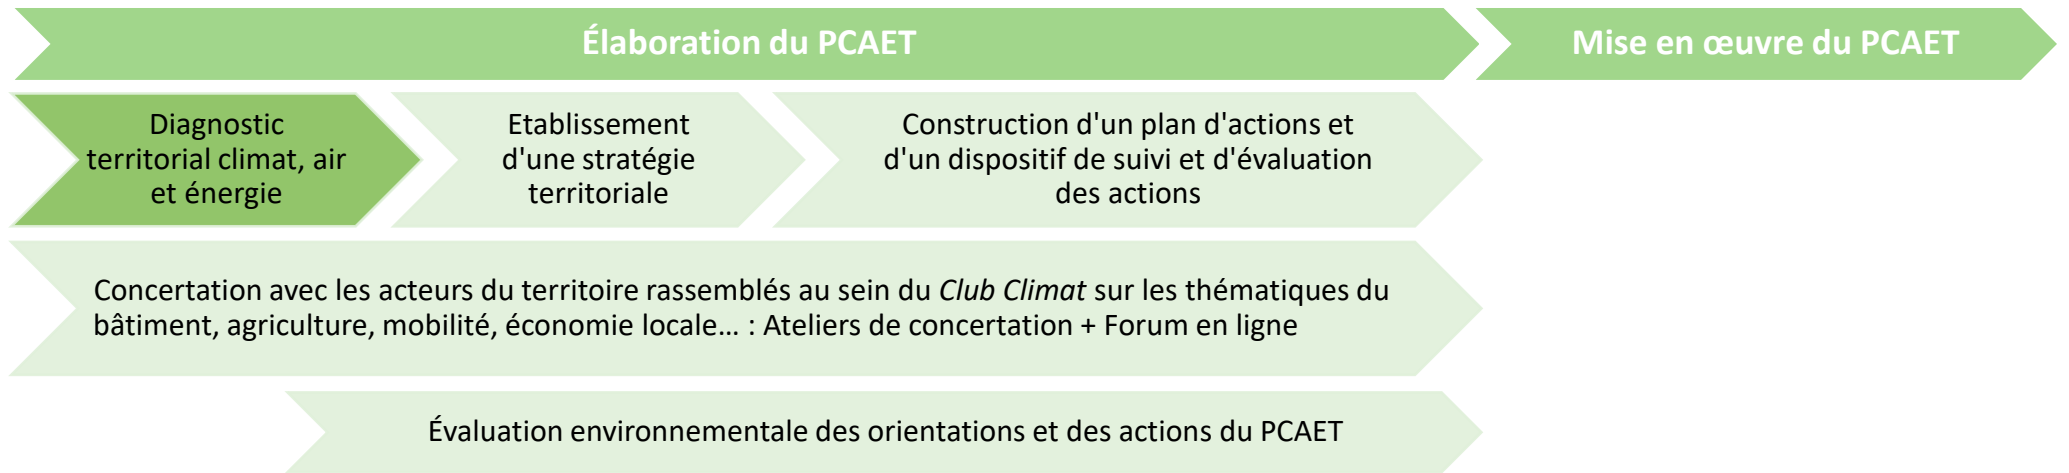 Élaboration du PCAET
Mise en œuvre du PCAET
Diagnostic
territorial climat, air
et énergie
Etablissement
d'une stratégie
territoriale
Construction d'un plan d'actions et
d'un dispositif de suivi et d'évaluation
des actions
Concertation avec les acteurs du territoire rassemblés au sein du Club Climat sur les thématiques du
bâtiment, agriculture, mobilité, économie locale… : Ateliers de concertation + Forum en ligne
Évaluation environnementale des orientations et des actions du PCAET